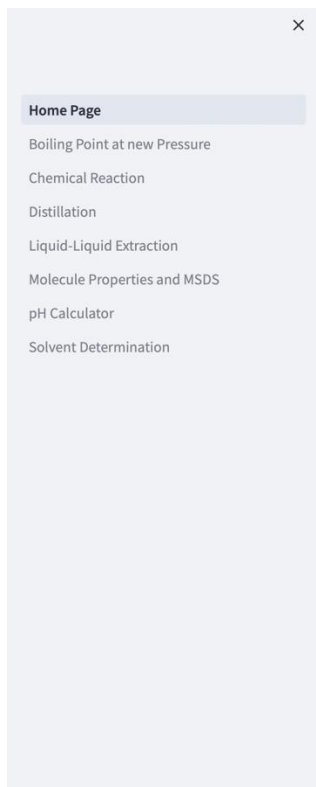 Home Page
Boiling Point at new Pressure
Chemical Reaction
Distillation
Liquid-Liquid Extraction
Molecule Properties and MSDS
pH Calculator
Solvent Determination